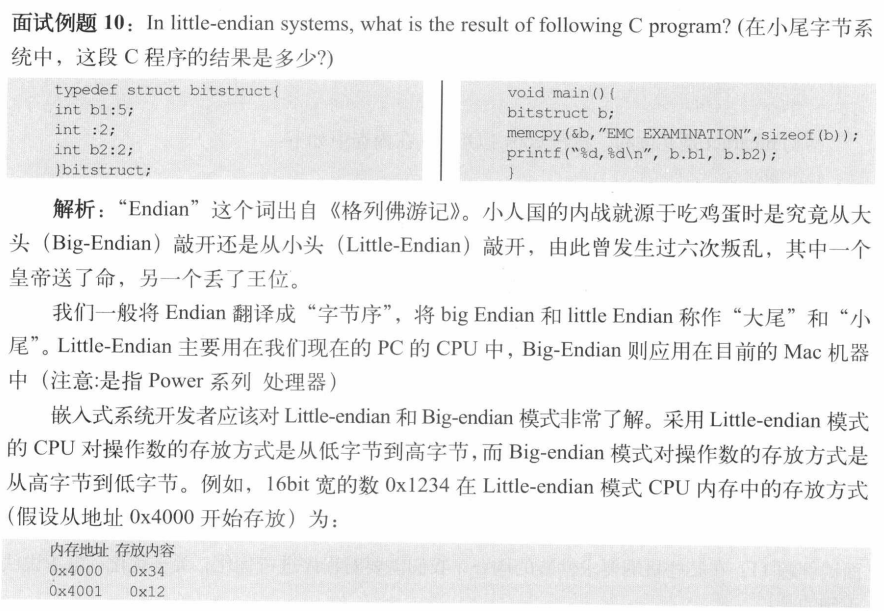 面试例题 10：In little-endian systems, what is the result of following C program? (在小尾字节系
统中，这段 C 程序的结果是多少?)
typedef struct bitstruct{
int b1:5;
int :2;
int b2:2;
}bitstruct;
void main(){
bitstruct b;
memcpy(&b,"EMC EXAMINATION",sizeof(b));
printf("%d,%d\n", b.b1, b.b2);
}
解析：“Endian”这个词出自《格列佛游记》。小人国的内战就源于吃鸡蛋时是究竟从大
头（Big-Endian）敲开还是从小头（Little-Endian）敲开，由此曾发生过六次叛乱，其中一个
皇帝送了命，另一个丢了王位。
我们一般将 Endian 翻译成“字节序”，将 big Endian 和 little Endian 称作“大尾”和“小
尾”。Little-Endian 主要用在我们现在的 PC 的 CPU 中，Big-Endian 则应用在目前的 Mac 机器
中（注意:是指 Power 系列 处理器）
嵌入式系统开发者应该对 Little-endian 和 Big-endian 模式非常了解。采用 Little-endian 模式
的 CPU 对操作数的存放方式是从低字节到高字节，而 Big-endian 模式对操作数的存放方式是
从高字节到低字节。例如，16bit 宽的数 0x1234 在 Little-endian 模式 CPU 内存中的存放方式
（假设从地址 0x4000 开始存放）为：
内存地址 存放内容
0x4000 0x34
0x4001 0x12